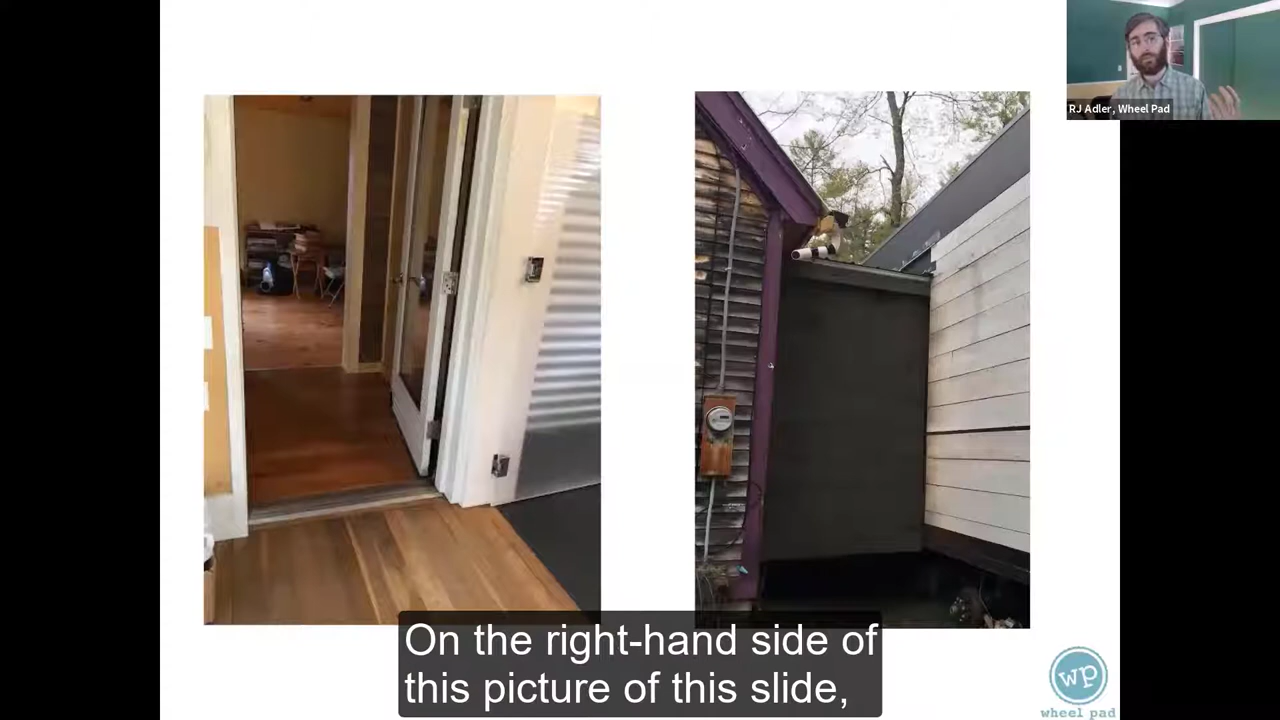 RJ Adler, Wheel Pad
On the right-hand side of
this picture of this slide,
wp
wheel pad